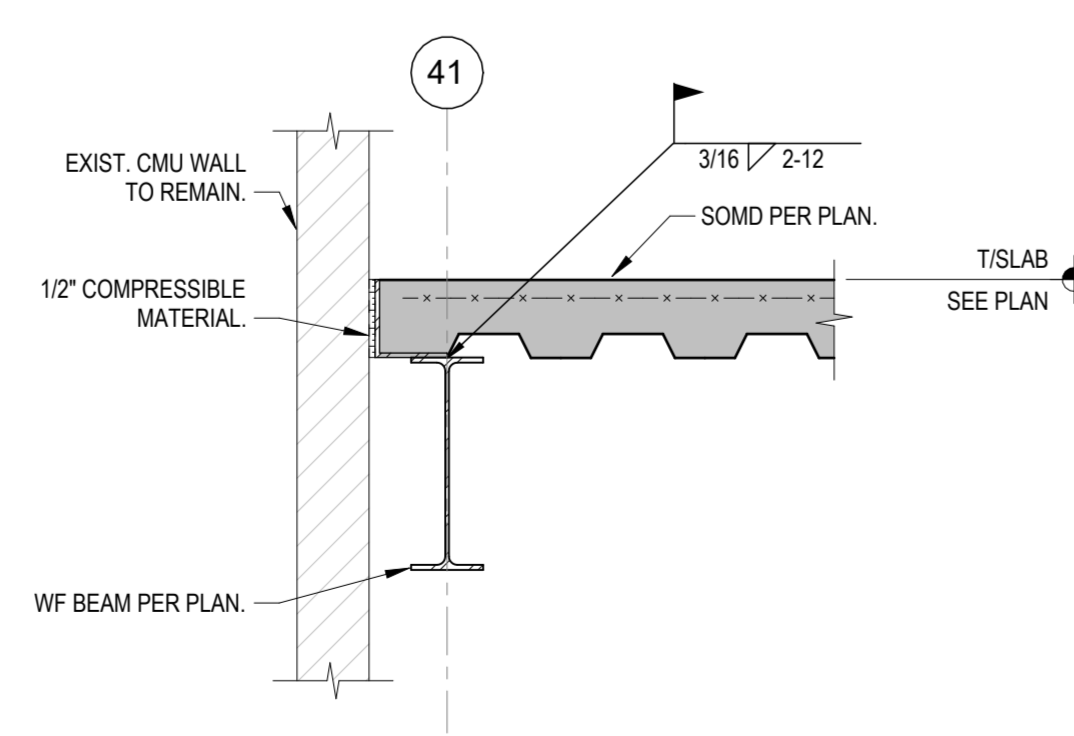 41
3/16 2-12
EXIST. CMU WALL
TO REMAIN.
SOMD PER PLAN.
T/SLAB
SEE PLAN
1/2" COMPRESSIBLE
MATERIAL.
WF BEAM PER PLAN.